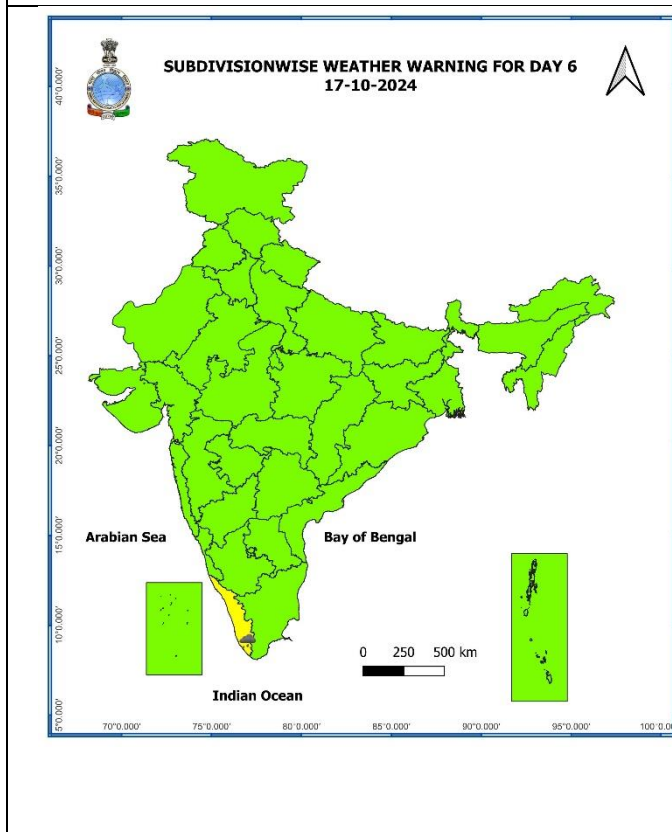 SUBDIVISIONWISE WEATHER WARNING FOR DAY 6
17-10-2024
40°0.000'
35°0.000'
30°0.000'
25°0.000'
20°0.000'
15°0.000'
Arabian Sea
Bay of Bengal
10°0.000'
0 250 500 km
Indian Ocean
5°0.000'
70°0.000' 75°0.000' 80°0.000' 85°0.000' 90°0.000' 95°0.000' 100°0.0